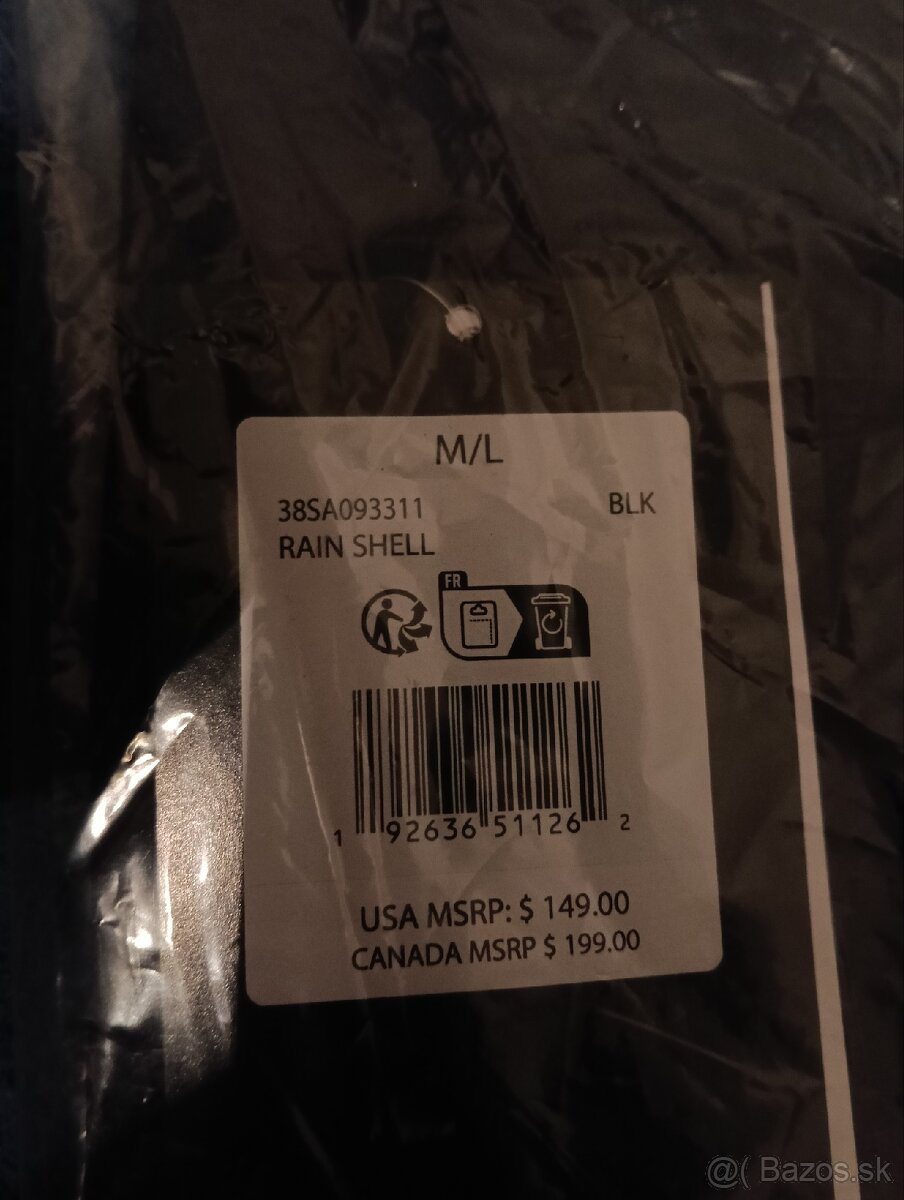 M/L
38SA093311 BLK
RAIN SHELL
FR
1 92636 51126 2
USA MSRP: $ 149.00
CANADA MSRP $ 199.00
@( Bazos.sk